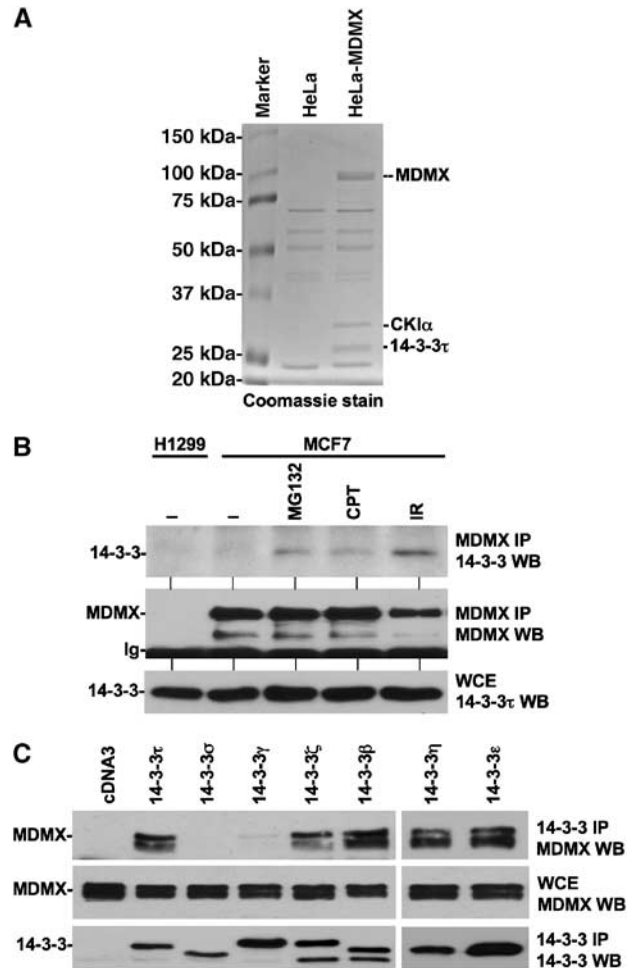 A
Marker
HeLa
HeLa-MDMX
150 kDa-
100 kDa-
75 kDa-
50 kDa-
37 kDa-
25 kDa-
20 kDa-
--MDMX
-CKIα
-14-3-3τ
Coomassie stain
B
H1299
MCF7
–
–
MG132
CPT
IR
14-3-3-
MDMX IP
14-3-3 WB
MDMX-
MDMX IP
MDMX WB
Ig-
14-3-3-
WCE
14-3-3τ WB
C
cDNA3
14-3-3τ
14-3-3σ
14-3-3γ
14-3-3ζ
14-3-3β
14-3-3η
14-3-3ε
MDMX-
14-3-3 IP
MDMX WB
MDMX-
WCE
MDMX WB
14-3-3-
14-3-3 IP
14-3-3 WB